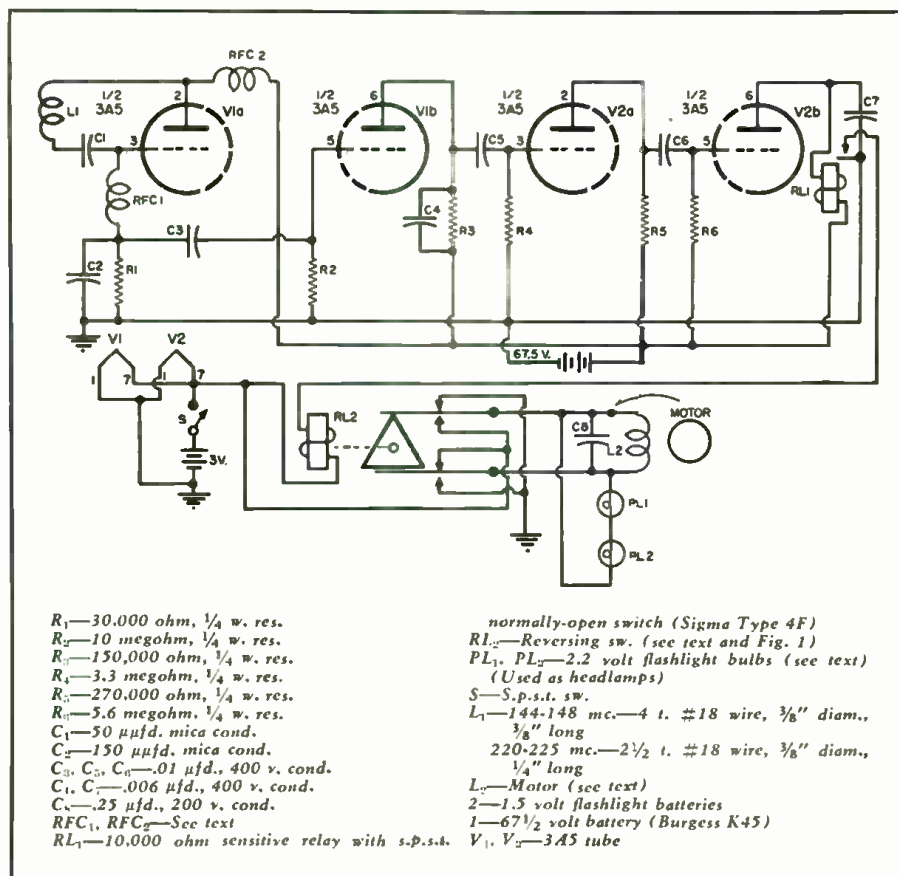 RFC 2
L1
C1
1/2
3A5
2
V1a
3
RFC1
C2
R1
C3
1/2
3A5
6
V1b
5
R2
C4
R3
C5
1/2
3A5
2
V2a
3
R4
R5
C6
1/2
3A5
6
V2b
5
R6
RL1
C7
67.5 V.
V1
V2
1
7
1
7
S
3V.
RL2
C8
L2
MOTOR
PL1
PL2
R₁—30,000 ohm, ¼ w. res.
R₂—10 megohm, ¼ w. res.
R₃—150,000 ohm, ¼ w. res.
R₄—3.3 megohm, ¼ w. res.
R₅—270,000 ohm, ¼ w. res.
R₆—5.6 megohm, ¼ w. res.
C₁—50 μμfd. mica cond.
C₂—150 μμfd. mica cond.
C₃, C₅, C₆—.01 μfd., 400 v. cond.
C₄, C₇—.006 μfd., 400 v. cond.
C₈—.25 μfd., 200 v. cond.
RFC₁, RFC₂—See text
RL₁—10,000 ohm sensitive relay with s.p.s.t.
normally-open switch (Sigma Type 4F)
RL₂—Reversing sw. (see text and Fig. 1)
PL₁, PL₂—2.2 volt flashlight bulbs (see text)
(Used as headlamps)
S—S.p.s.t. sw.
L₁—144-148 mc.—4 t. #18 wire, ⅜" diam.,
⅜" long
220-225 mc.—2½ t. #18 wire, ⅜" diam.,
¼" long
L₂—Motor (see text)
2—1.5 volt flashlight batteries
1—67½ volt battery (Burgess K45)
V₁, V₂—3A5 tube